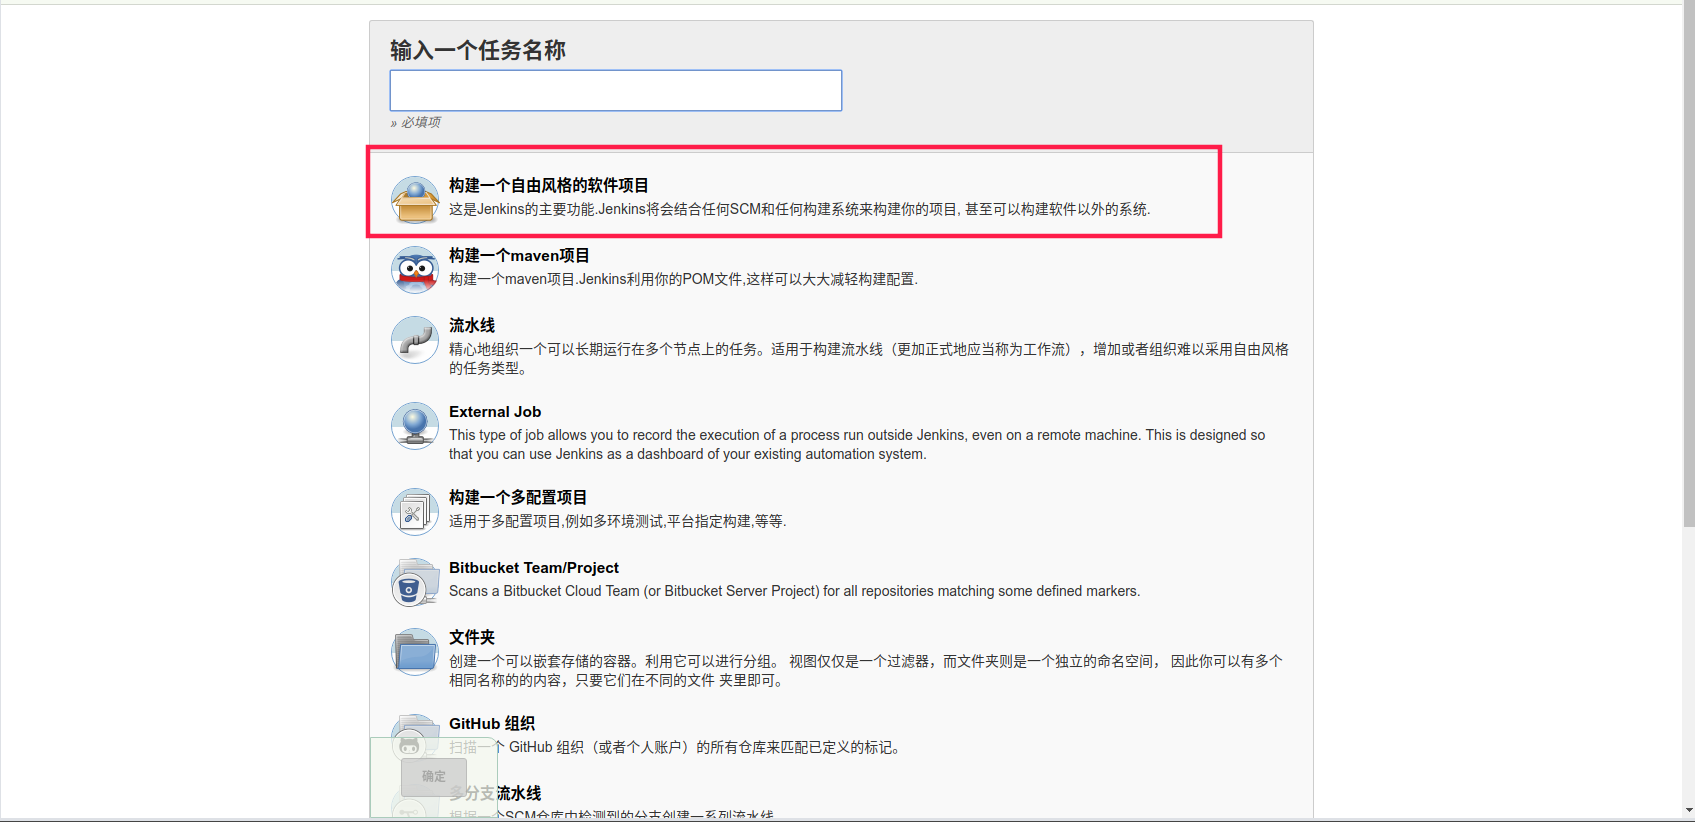 输入一个任务名称
» 必填项
构建一个自由风格的软件项目
这是Jenkins的主要功能.Jenkins将会结合任何SCM和任何构建系统来构建你的项目, 甚至可以构建软件以外的系统.
构建一个maven项目
构建一个maven项目.Jenkins利用你的POM文件,这样可以大大减轻构建配置.
流水线
精心地组织一个可以长期运行在多个节点上的任务。适用于构建流水线（更加正式地应当称为工作流），增加或者组织难以采用自由风格
的任务类型。
External Job
This type of job allows you to record the execution of a process run outside Jenkins, even on a remote machine. This is designed so
that you can use Jenkins as a dashboard of your existing automation system.
构建一个多配置项目
适用于多配置项目,例如多环境测试,平台指定构建,等等.
Bitbucket Team/Project
Scans a Bitbucket Cloud Team (or Bitbucket Server Project) for all repositories matching some defined markers.
文件夹
创建一个可以嵌套存储的容器。利用它可以进行分组。 视图仅仅是一个过滤器，而文件夹则是一个独立的命名空间， 因此你可以有多个
相同名称的的内容，只要它们在不同的文件 夹里即可。
GitHub 组织
扫描一个 GitHub 组织（或者个人账户）的所有仓库来匹配已定义的标记。
确定
多分支流水线
根据一个SCM仓库中检测到的分支创建一系列流水线